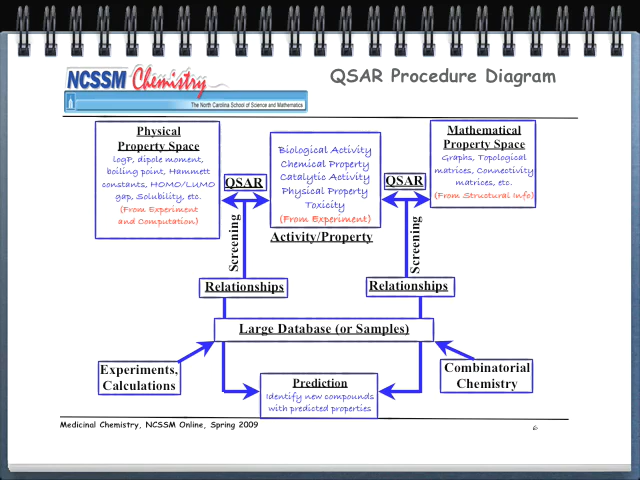 NCSSM Chemistry
The North Carolina School of Science and Mathematics
QSAR Procedure Diagram
Physical
Property Space
logP, dipole moment,
boiling point, Hammett
constants, HOMO/LUMO
gap, Solubility, etc.
(From Experiment
and Computation)
QSAR
Biological Activity
Chemical Property
Catalytic Activity
Physical Property
Toxicity
(From Experiment)
Activity/Property
QSAR
Mathematical
Property Space
Graphs, Topological
matrices, Connectivity
matrices, etc.
(From Structural Info)
Screening
Screening
Relationships
Relationships
Large Database (or Samples)
Experiments,
Calculations
Prediction
Identify new compounds
with predicted properties
Combinatorial
Chemistry
Medicinal Chemistry, NCSSM Online, Spring 2009
6